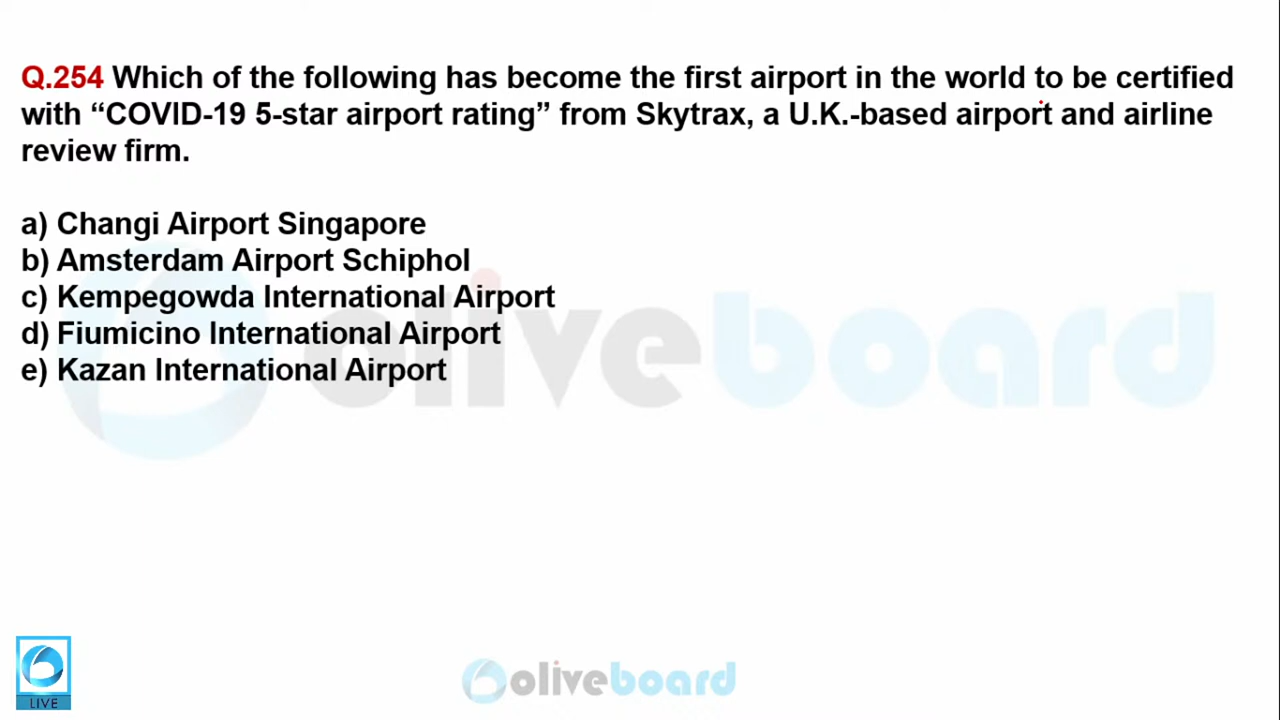 Q.254 Which of the following has become the first airport in the world to be certified
with “COVID-19 5-star airport rating” from Skytrax, a U.K.-based airport and airline
review firm.
a) Changi Airport Singapore
b) Amsterdam Airport Schiphol
c) Kempegowda International Airport
d) Fiumicino International Airport
e) Kazan International Airport
oliveboard
LIVE
oliveboard